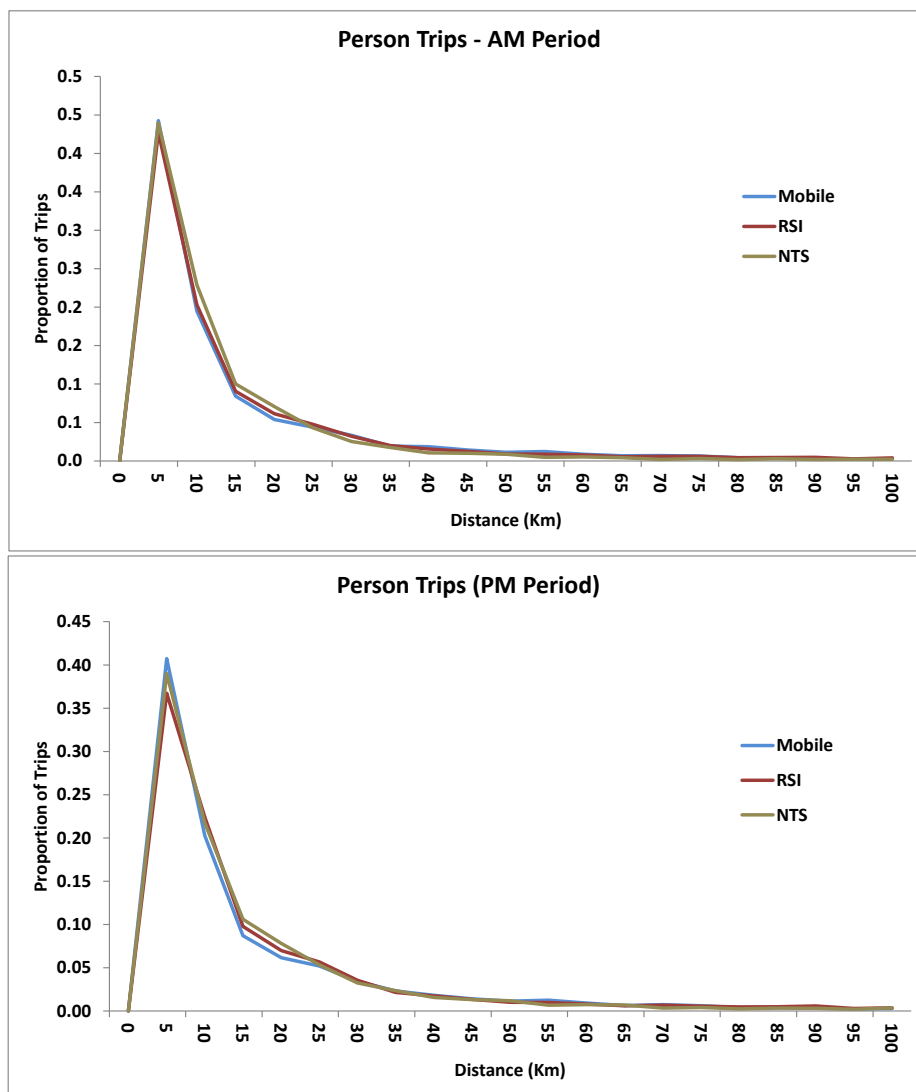 Person Trips - AM Period
0.5
0.5
0.4
0.4
0.3
0.3
0.2
0.2
0.1
0.1
0.0
Proportion of Trips
Mobile
RSI
NTS
0 5 10 15 20 25 30 35 40 45 50 55 60 65 70 75 80 85 90 95 100
Distance (Km)
Person Trips (PM Period)
0.45
0.40
0.35
0.30
0.25
0.20
0.15
0.10
0.05
0.00
Proportion of Trips
Mobile
RSI
NTS
0 5 10 15 20 25 30 35 40 45 50 55 60 65 70 75 80 85 90 95 100
Distance (Km)